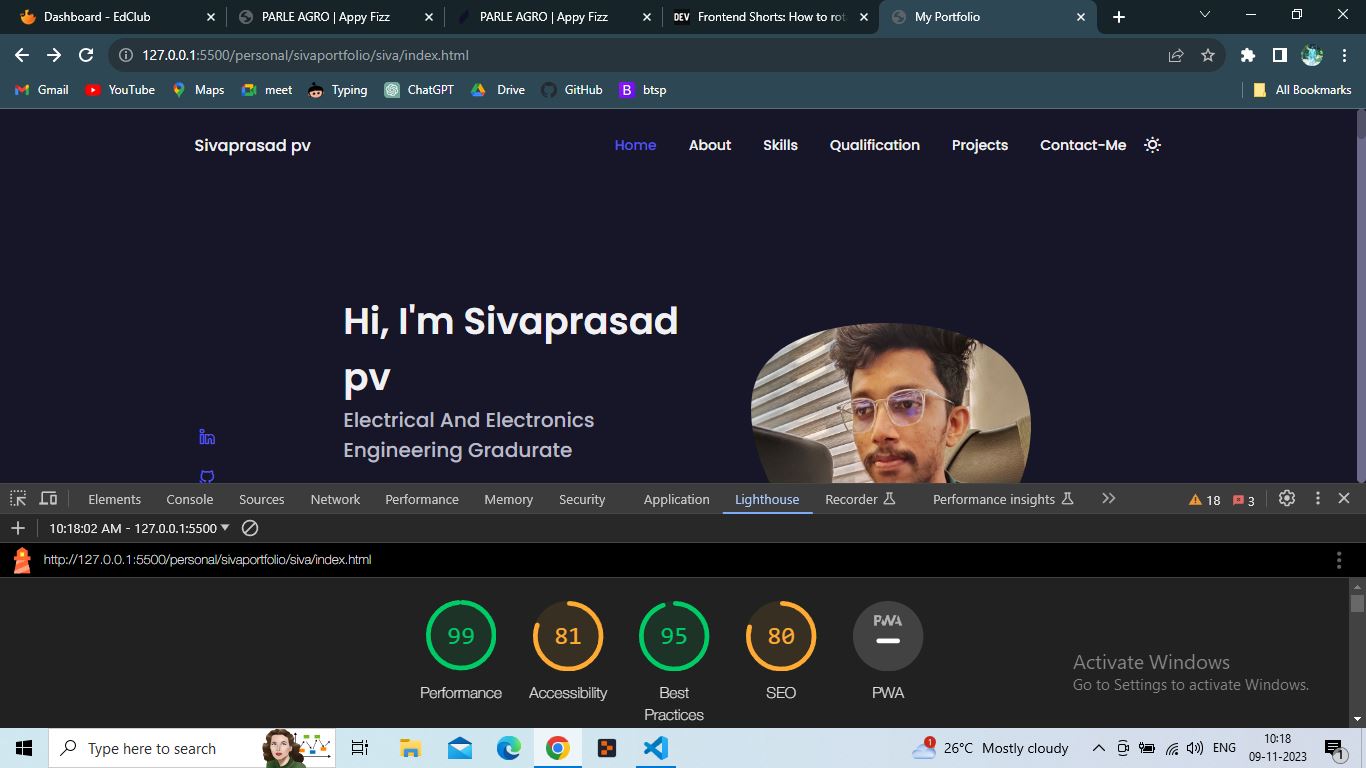 Dashboard - EdClub
PARLE AGRO | Appy Fizz
PARLE AGRO | Appy Fizz
DEV Frontend Shorts: How to rot
My Portfolio
127.0.0.1:5500/personal/sivaportfolio/siva/index.html
Gmail YouTube Maps meet Typing ChatGPT Drive GitHub B btsp All Bookmarks
Sivaprasad pv
Home About Skills Qualification Projects Contact-Me
Hi, I'm Sivaprasad
pv
Electrical And Electronics
Engineering Gradurate
Elements Console Sources Network Performance Memory Security Application Lighthouse Recorder Performance insights 18 3
10:18:02 AM - 127.0.0.1:5500
http://127.0.0.1:5500/personal/sivaportfolio/siva/index.html
99 81 95 80 PWA
Performance Accessibility Best SEO PWA
Practices
Activate Windows
Go to Settings to activate Windows.
Type here to search
1
26°C Mostly cloudy
ENG
10:18
09-11-2023
1